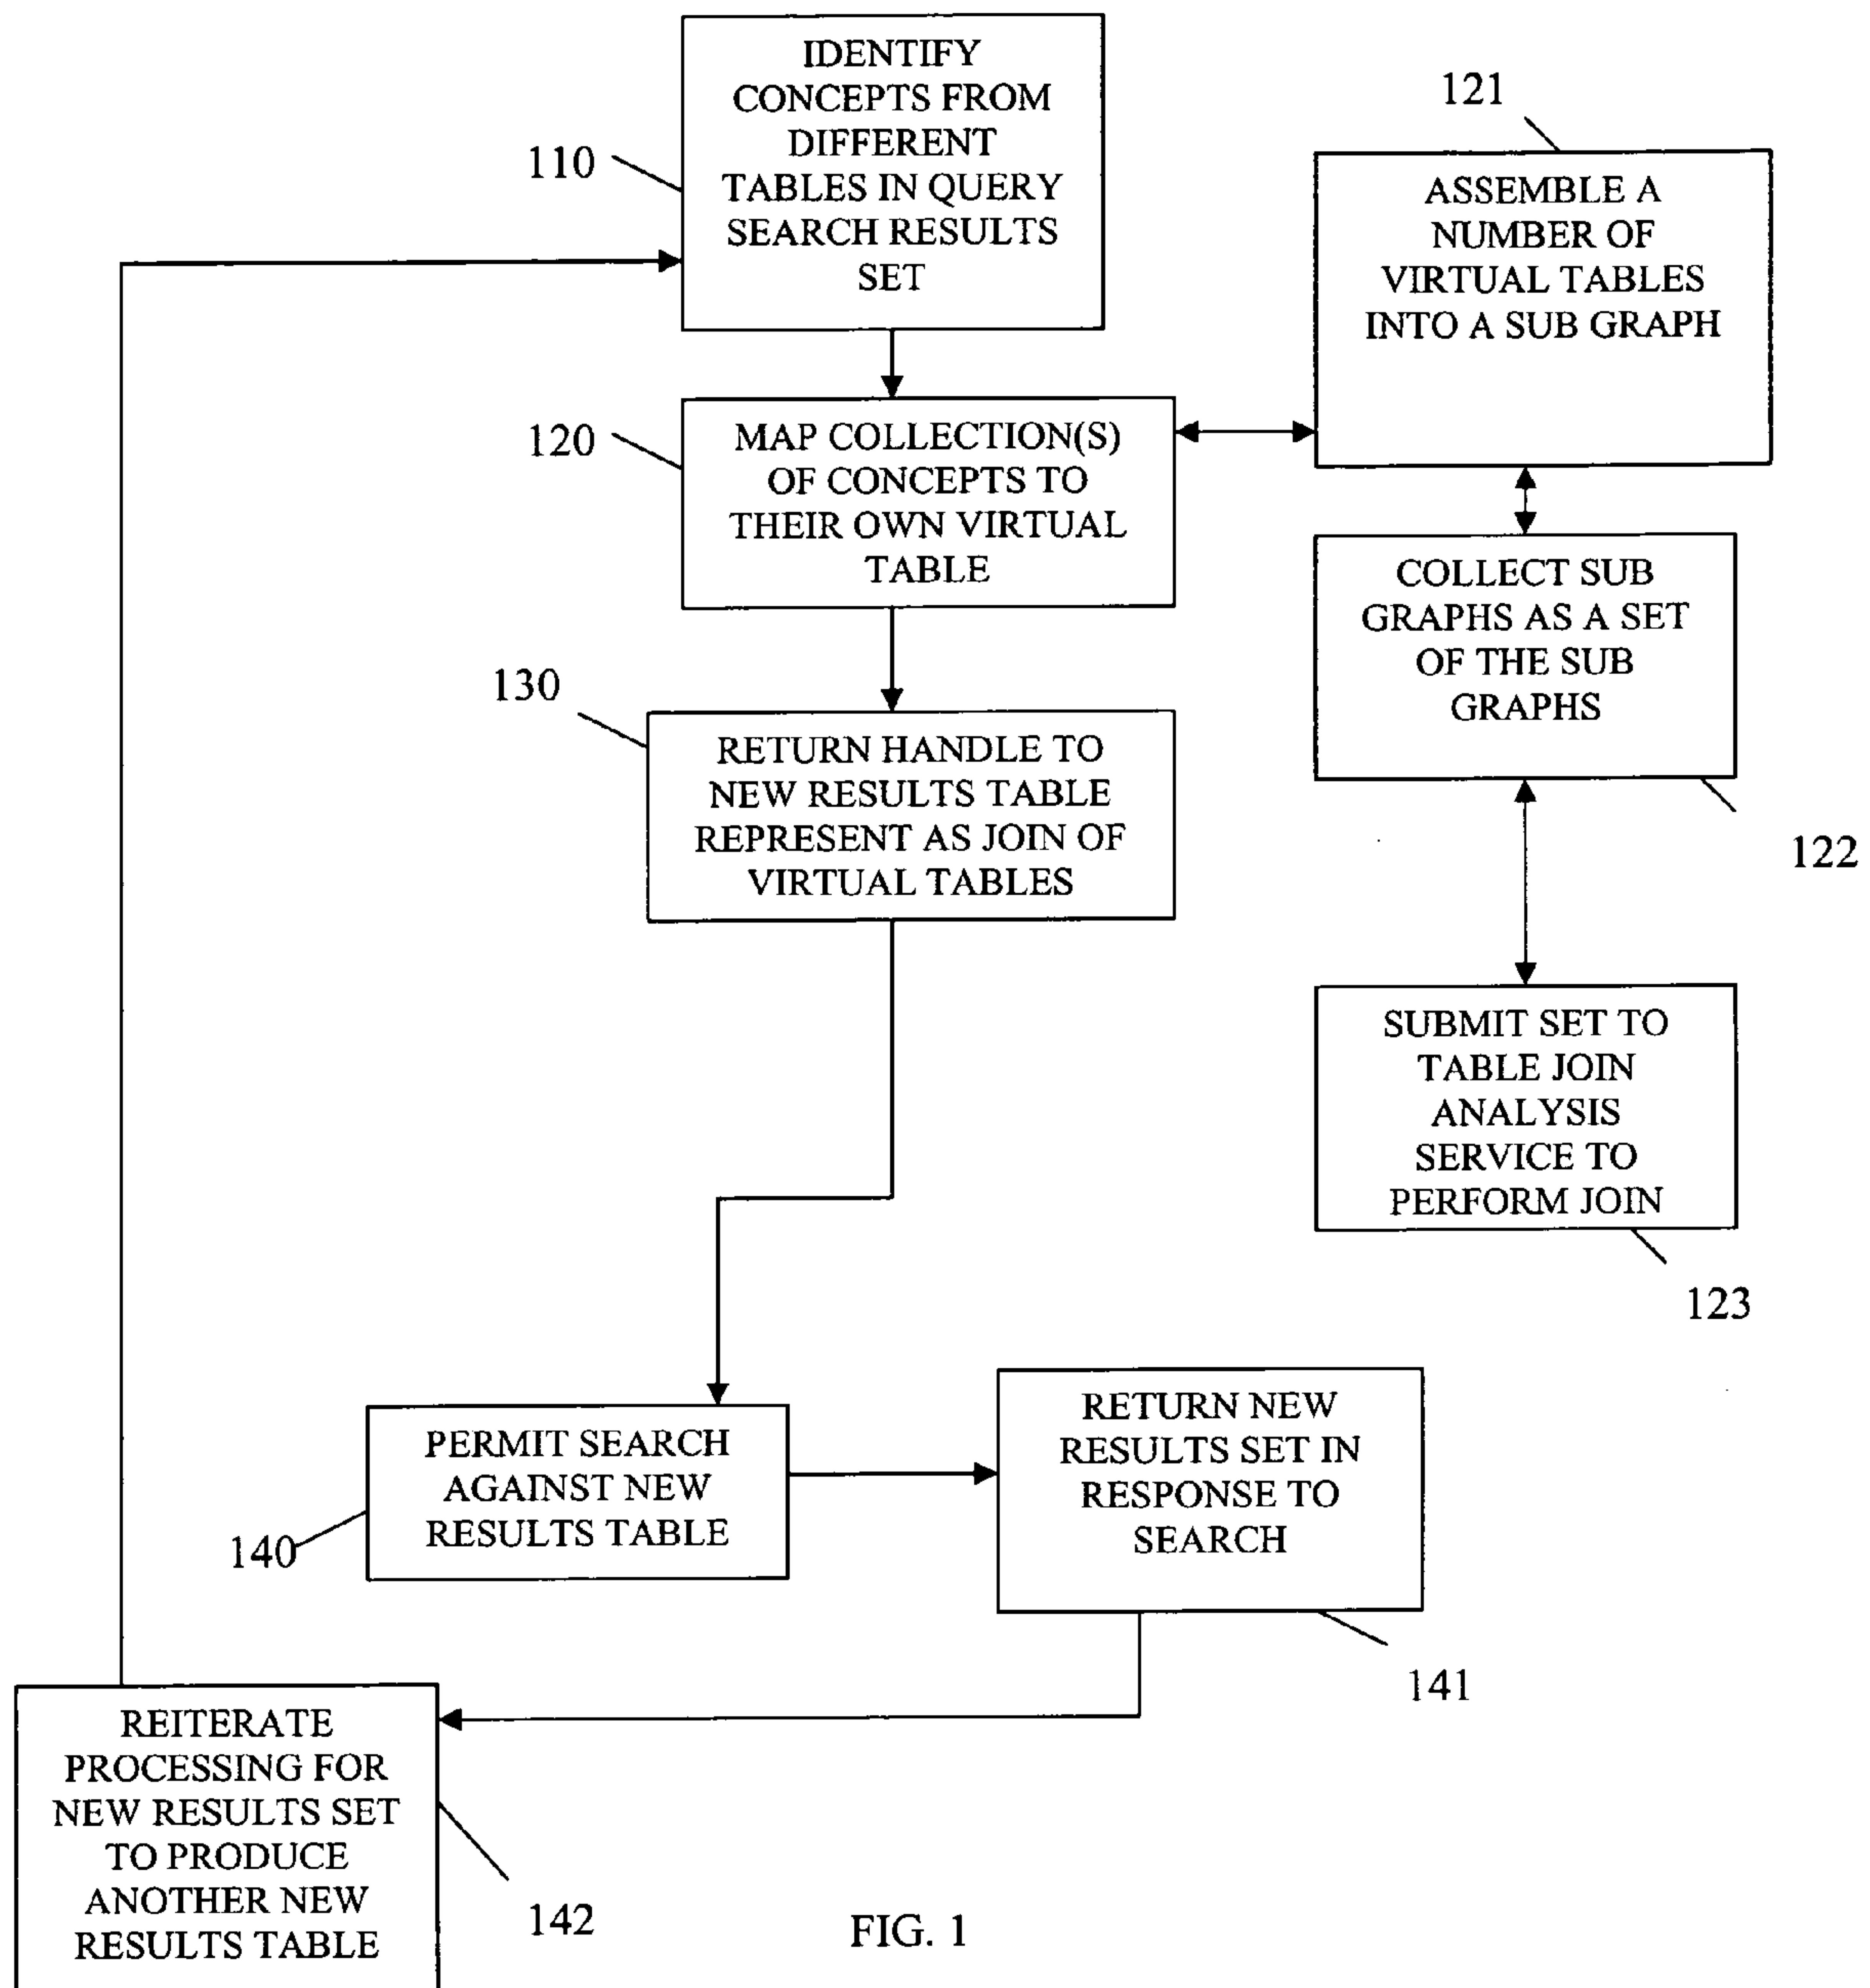 IDENTIFY
CONCEPTS FROM
DIFFERENT
TABLES IN QUERY
SEARCH RESULTS
SET
110
121
ASSEMBLE A
NUMBER OF
VIRTUAL TABLES
INTO A SUB GRAPH
120
MAP COLLECTION(S)
OF CONCEPTS TO
THEIR OWN VIRTUAL
TABLE
COLLECT SUB
GRAPHS AS A SET
OF THE SUB
GRAPHS
122
130
RETURN HANDLE TO
NEW RESULTS TABLE
REPRESENT AS JOIN OF
VIRTUAL TABLES
SUBMIT SET TO
TABLE JOIN
ANALYSIS
SERVICE TO
PERFORM JOIN
123
PERMIT SEARCH
AGAINST NEW
RESULTS TABLE
140
RETURN NEW
RESULTS SET IN
RESPONSE TO
SEARCH
141
REITERATE
PROCESSING FOR
NEW RESULTS SET
TO PRODUCE
ANOTHER NEW
RESULTS TABLE
142
FIG. 1